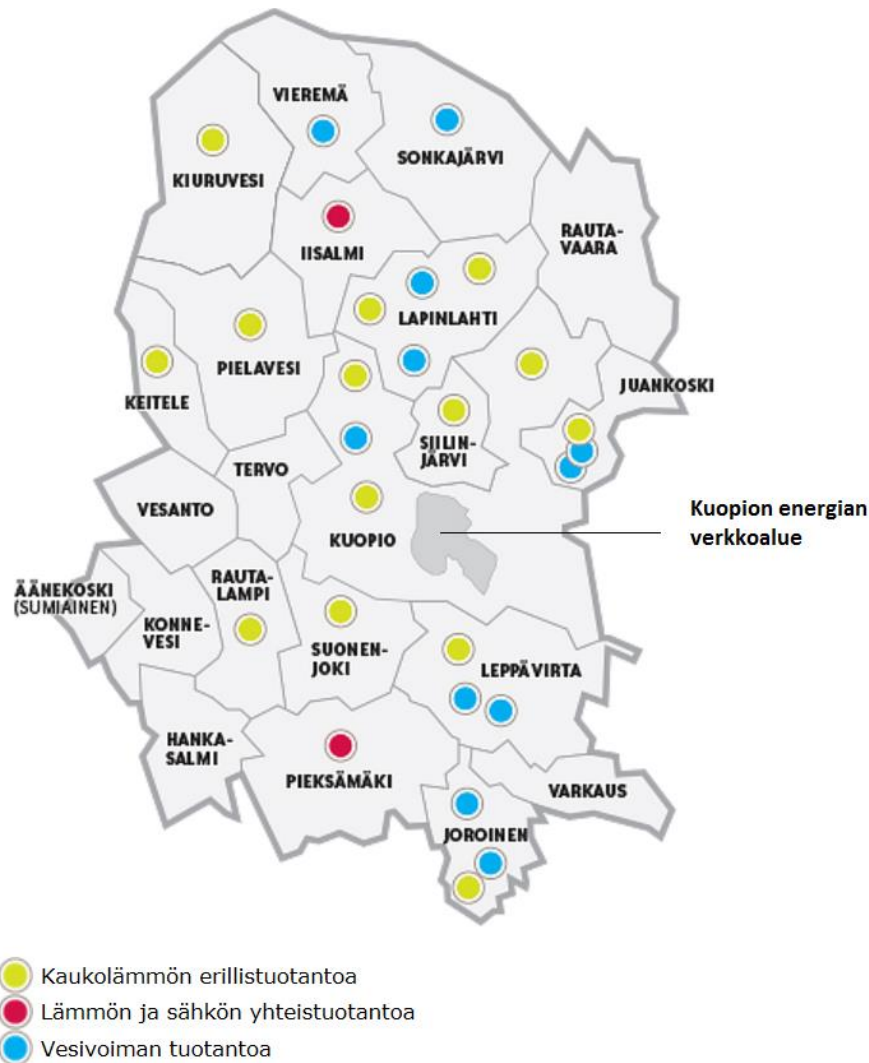 VIEREMÄ
SONKAJÄRVI
KIURUVESI
RAUTA-
VAARA
IISALMI
LAPINLAHTI
PIELAVESI
JUANKOSKI
KEITELE
SIILIN-
JÄRVI
TERVO
VESANTO
Kuopion energian
verkkoalue
KUOPIO
ÄÄNEKOSKI
(SUMIAINEN)
RAUTA-
LAMPI
KONNE-
VESI
SUONEN-
JOKI
LEPPÄVIRTA
HANKA-
SALMI
PIEKSÄMÄKI
VARKAUS
JOROINEN
Kaukolämmön erillistuotantoa
Lämmön ja sähkön yhteistuotantoa
Vesivoiman tuotantoa